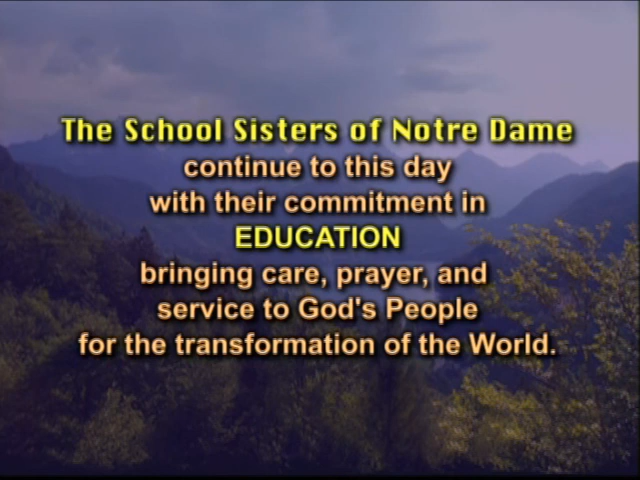 The School Sisters of Notre Dame
continue to this day
with their commitment in
EDUCATION
bringing care, prayer, and
service to God's People
for the transformation of the World.